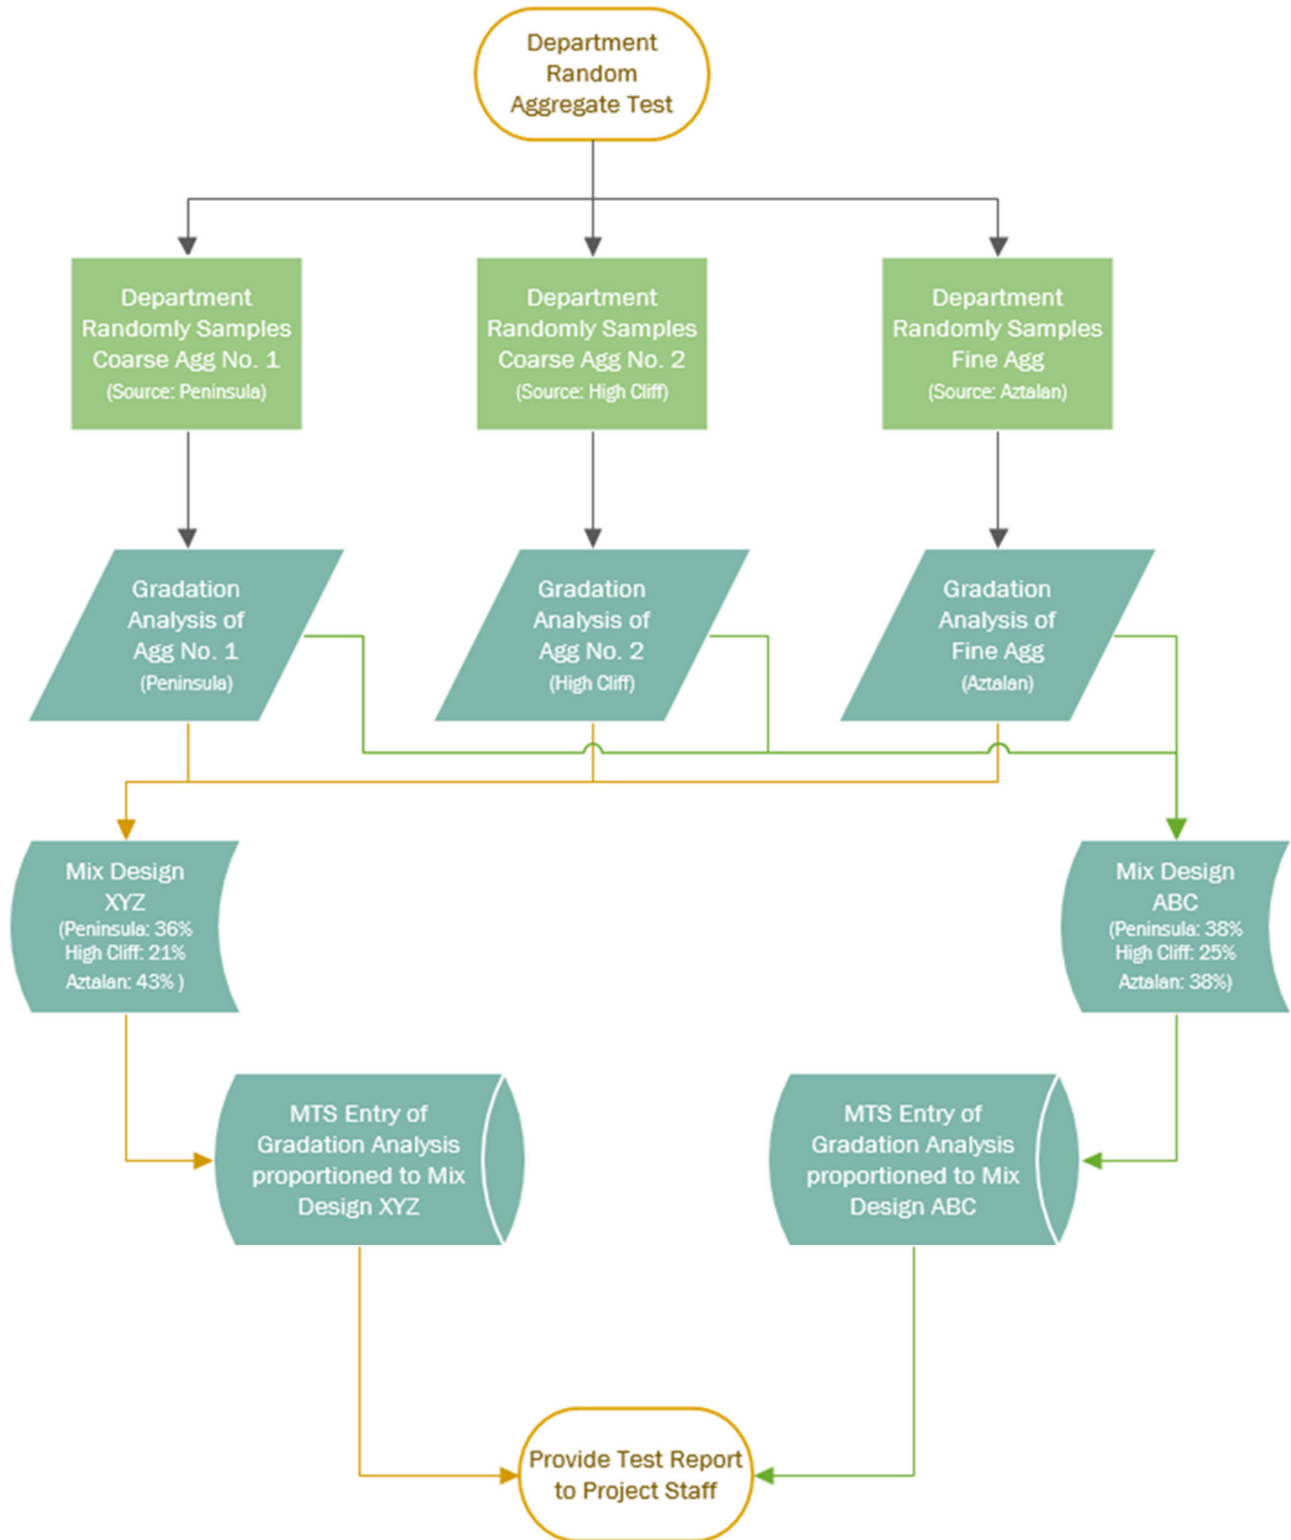 Department
Random
Aggregate Test
Department
Randomly Samples
Coarse Agg No. 1
(Source: Peninsula)
Department
Randomly Samples
Coarse Agg No. 2
(Source: High Cliff)
Department
Randomly Samples
Fine Agg
(Source: Aztalan)
Gradation
Analysis of
Agg No. 1
(Peninsula)
Gradation
Analysis of
Agg No. 2
(High Cliff)
Gradation
Analysis of
Fine Agg
(Aztalan)
Mix Design
XYZ
(Peninsula: 36%
High Cliff: 21%
Aztalan: 43% )
Mix Design
ABC
(Peninsula: 38%
High Cliff: 25%
Aztalan: 38%)
MTS Entry of
Gradation Analysis
proportioned to Mix
Design XYZ
MTS Entry of
Gradation Analysis
proportioned to Mix
Design ABC
Provide Test Report
to Project Staff